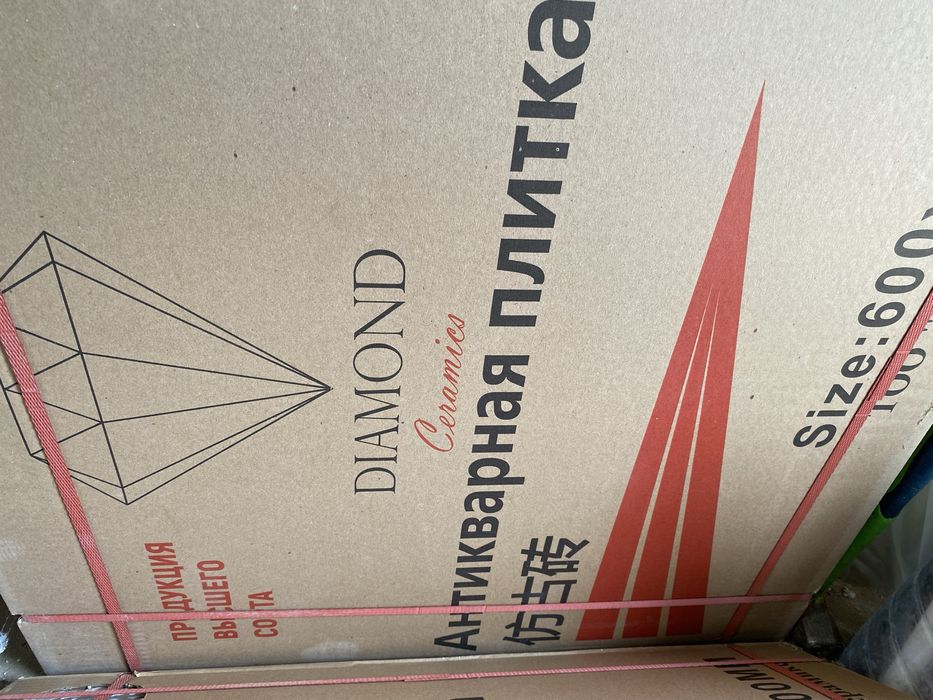 ПРОДУКЦИЯ
ВЫСШЕГО
СОРТА
DIAMOND
Ceramics
Антикварная плитка
仿古砖
Size:600